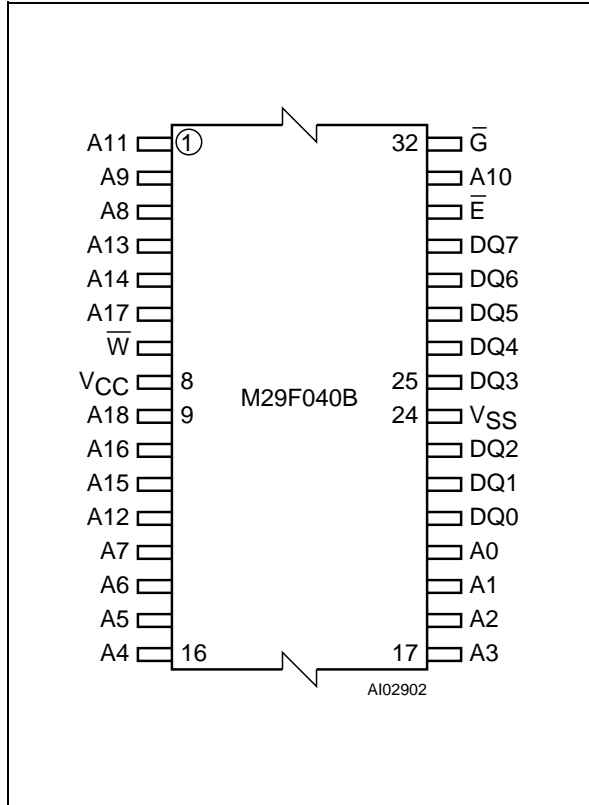 A11 1 32 G̅
A9 A10
A8 E̅
A13 DQ7
A14 DQ6
A17 DQ5
W̅ DQ4
VCC 8 25 DQ3
M29F040B
A18 9 24 VSS
A16 DQ2
A15 DQ1
A12 DQ0
A7 A0
A6 A1
A5 A2
A4 16 17 A3
AI02902